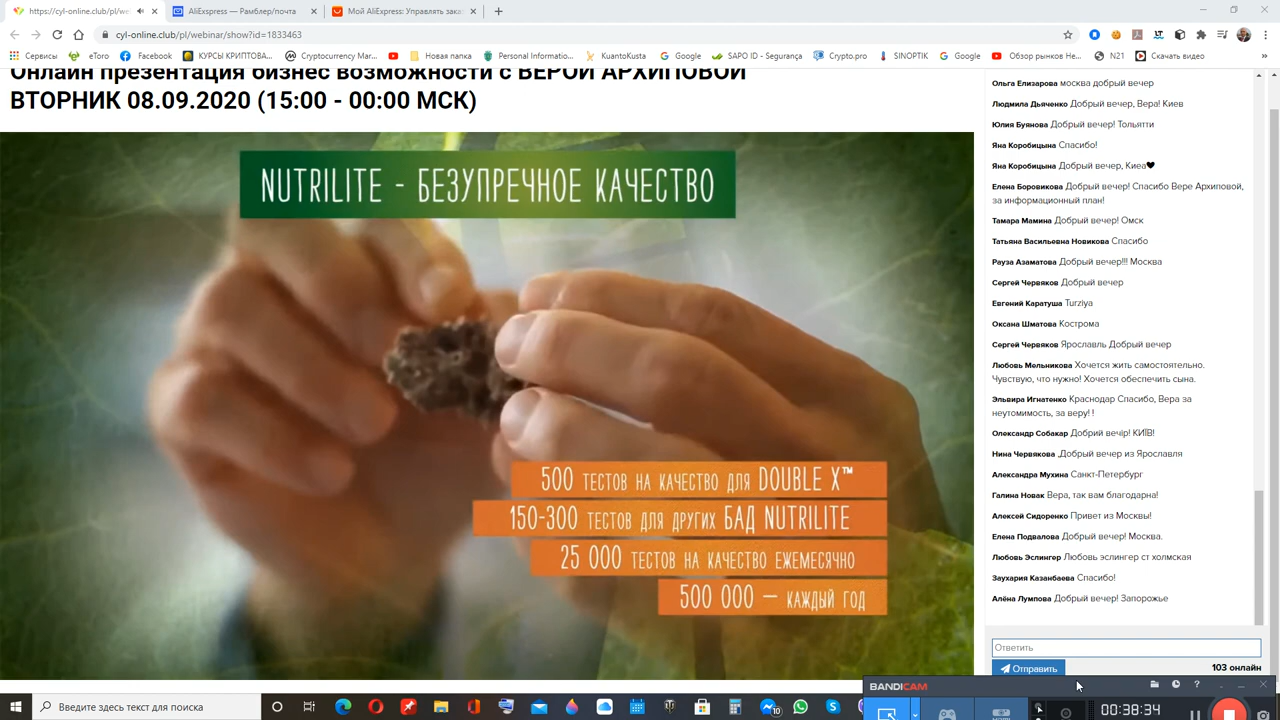 https://cyl-online.club/pl/we
AliExspress — Рамблер/почта
Мой AliExpress: Управлять зака
cyl-online.club/pl/webinar/show?id=1833463
Сервисы
eToro
Facebook
КУРСЫ КРИПТОВА...
Cryptocurrency Mar...
Новая папка
Personal Informatio...
KuantoKusta
Google
SAPO ID - Segurança
Crypto.pro
SINOPTIK
Google
Обзор рынков Не...
N21
Скачать видео
Онлайн презентация бизнес возможности с ВЕРОЙ АРХИПОВОЙ
ВТОРНИК 08.09.2020 (15:00 - 00:00 МСК)
NUTRILITE - БЕЗУПРЕЧНОЕ КАЧЕСТВО
500 ТЕСТОВ НА КАЧЕСТВО ДЛЯ DOUBLE X™
150-300 ТЕСТОВ ДЛЯ ДРУГИХ БАД NUTRILITE
25 000 ТЕСТОВ НА КАЧЕСТВО ЕЖЕМЕСЯЧНО
500 000 — КАЖДЫЙ ГОД
Ольга Елизарова москва добрый вечер
Людмила Дьяченко Добрый вечер, Вера! Киев
Юлия Буянова Добрый вечер! Тольятти
Яна Коробицына Спасибо!
Яна Коробицына Добрый вечер, Киеа🖤
Елена Боровикова Добрый вечер! Спасибо Вере Архиповой,
за информационный план!
Тамара Мамина Добрый вечер! Омск
Татьяна Васильевна Новикова Спасибо
Рауза Азаматова Добрый вечер!!! Москва
Сергей Червяков Добрый вечер
Евгений Каратуша Turziya
Оксана Шматова Кострома
Сергей Червяков Ярославль Добрый вечер
Любовь Мельникова Хочется жить самостоятельно.
Чувствую, что нужно! Хочется обеспечить сына.
Эльвира Игнатенко Краснодар Спасибо, Вера за
неутомимость, за веру! !
Олександр Собакар Добрий вечір! КИЇВ!
Нина Червякова ,Добрый вечер из Ярославля
Александра Мухина Санкт-Петербург
Галина Новак Вера, так вам благодарна!
Алексей Сидоренко Привет из Москвы!
Елена Подвалова Добрый вечер! Москва.
Любовь Эслингер Любовь эслингер ст холмская
Заухария Казанбаева Спасибо!
Алёна Лумпова Добрый вечер! Запорожье
Ответить
Отправить
103 онлайн
BANDICAM
00:38:34
Введите здесь текст для поиска
10